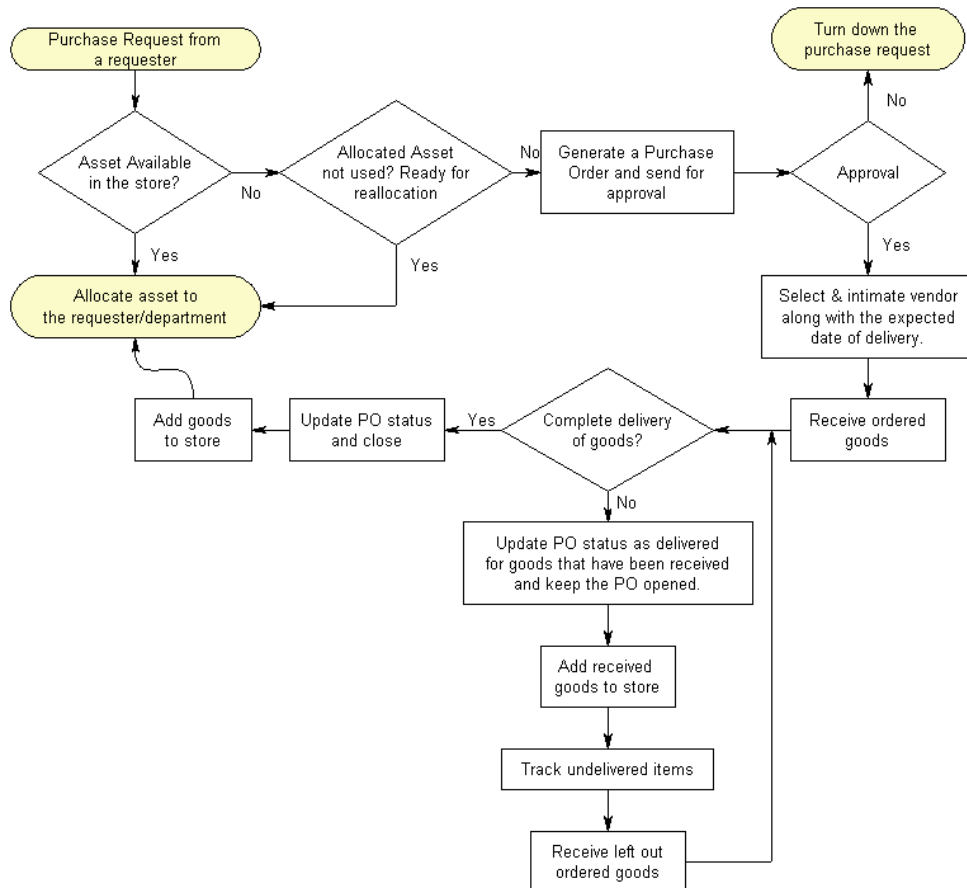 Purchase Request from
a requester
Turn down the
purchase request
No
Asset Available
in the store?
No
Allocated Asset
not used? Ready for
reallocation
No
Generate a Purchase
Order and send for
approval
Approval
Yes
Yes
Yes
Allocate asset to
the requester/department
Select & intimate vendor
along with the expected
date of delivery.
Add goods
to store
Update PO status
and close
Yes
Complete delivery
of goods?
Receive ordered
goods
No
Update PO status as delivered
for goods that have been received
and keep the PO opened.
Add received
goods to store
Track undelivered items
Receive left out
ordered goods